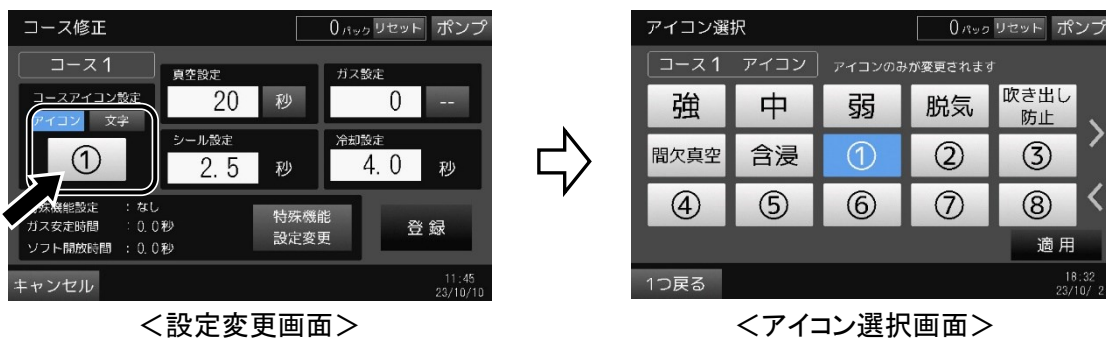 コース修正
0パック リセット ポンプ
コース1
コースアイコン設定
アイコン 文字
①
真空設定
20 秒
ガス設定
0 --
シール設定
2.5 秒
冷却設定
4.0 秒
特殊機能設定 : なし
ガス安定時間 : 0.0秒
ソフト開放時間 : 0.0秒
特殊機能
設定変更
登録
キャンセル
11:45
23/10/10
<設定変更画面>
アイコン選択
0パック リセット ポンプ
コース1 アイコン アイコンのみが変更されます
強 中 弱 脱気 吹き出し
防止
間欠真空 含浸 ① ② ③
④ ⑤ ⑥ ⑦ ⑧
適用
1つ戻る
18:32
23/10/ 2
<アイコン選択画面>